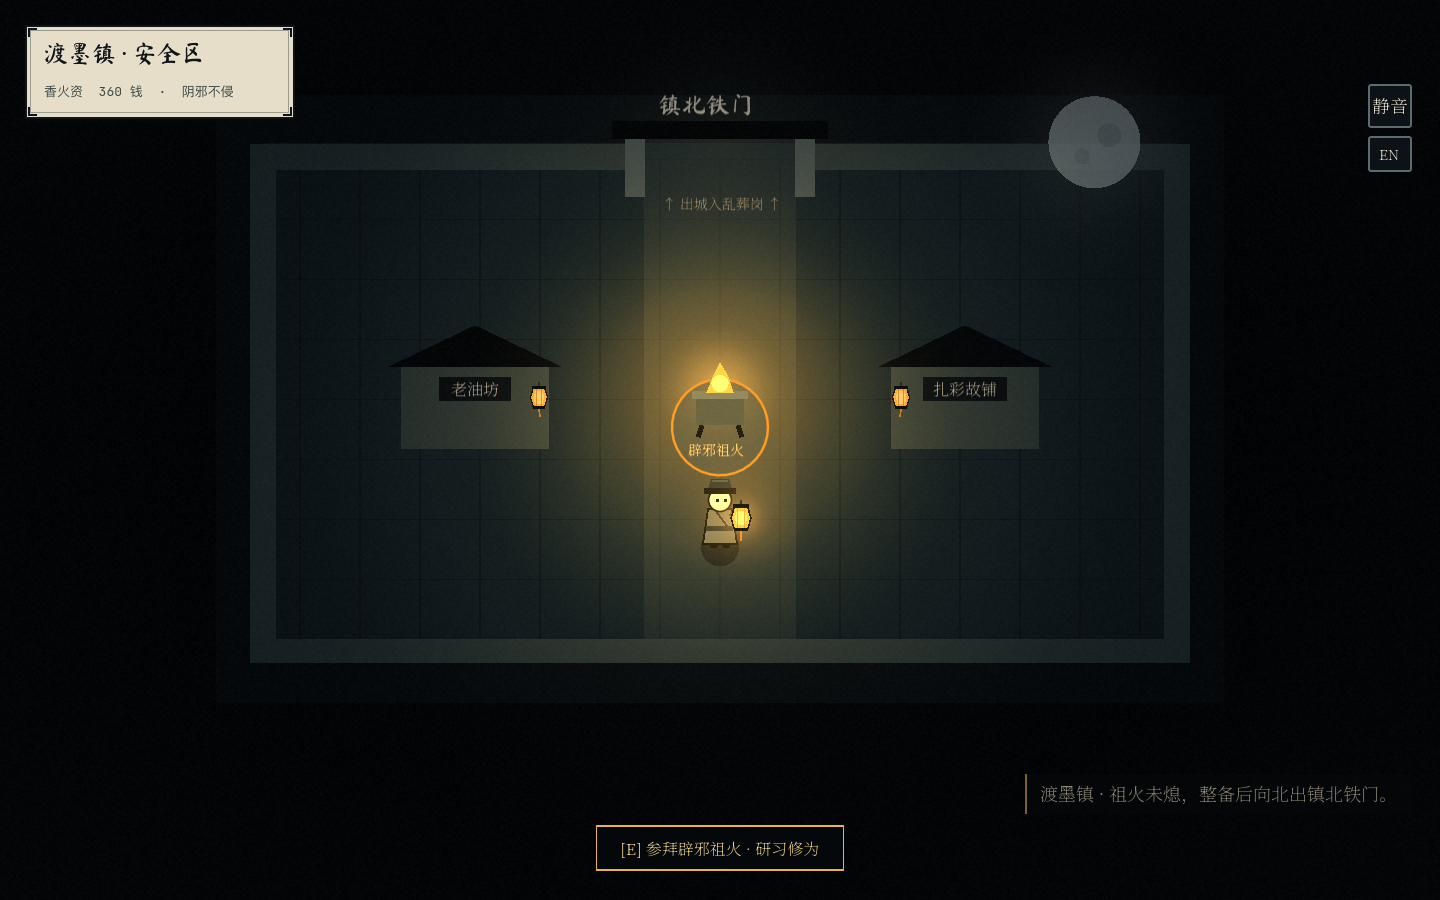 渡墨镇·安全区
香火资 360 钱 · 阴邪不侵
镇北铁门
静音
EN
↑ 出城入乱葬岗 ↑
老油坊
扎彩故铺
辟邪祖火
渡墨镇·祖火未熄，整备后向北出镇北铁门。
[E] 参拜辟邪祖火·研习修为